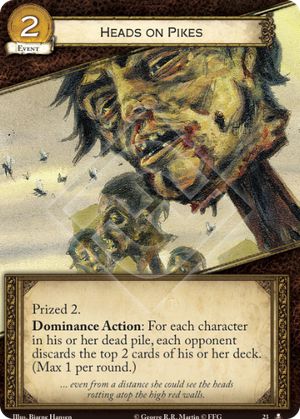 2
Event
Heads on Pikes
Prized 2.
Dominance Action: For each character
in his or her dead pile, each opponent
discards the top 2 cards of his or her deck.
(Max 1 per round.)
... even from a distance she could see the heads
rotting atop the high red walls.
Illus. Bjarne Hansen
© George R.R. Martin © FFG
23